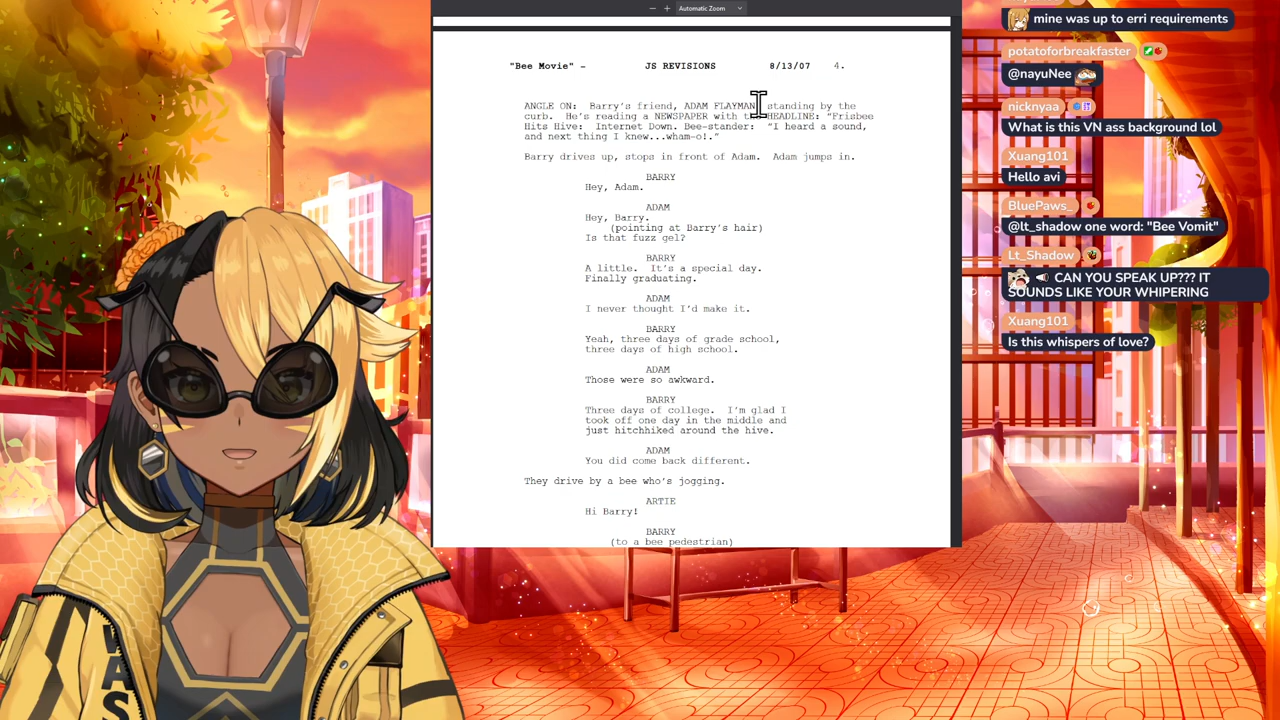 Automatic Zoom
"Bee Movie" - JS REVISIONS 8/13/07 4.
ANGLE ON: Barry's friend, ADAM FLAYMAN standing by the
curb. He's reading a NEWSPAPER with HEADLINE: "Frisbee
Hits Hive: Internet Down. Bee-stander: "I heard a sound,
and next thing I knew...wham-o!."
Barry drives up, stops in front of Adam. Adam jumps in.
BARRY
Hey, Adam.
ADAM
Hey, Barry.
(pointing at Barry's hair)
Is that fuzz gel?
BARRY
A little. It's a special day.
Finally graduating.
ADAM
I never thought I'd make it.
BARRY
Yeah, three days of grade school,
three days of high school.
ADAM
Those were so awkward.
BARRY
Three days of college. I'm glad I
took off one day in the middle and
just hitchhiked around the hive.
ADAM
You did come back different.
They drive by a bee who's jogging.
ARTIE
Hi Barry!
BARRY
(to a bee pedestrian)
mine was up to erri requirements
potatoforbreakfaster
@nayuNee
nicknyaa
What is this VN ass background lol
Xuang101
Hello avi
BluePaws_
@lt_shadow one word: "Bee Vomit"
Lt_Shadow
CAN YOU SPEAK UP??? IT
SOUNDS LIKE YOUR WHIPERING
Xuang101
Is this whispers of love?
WAS